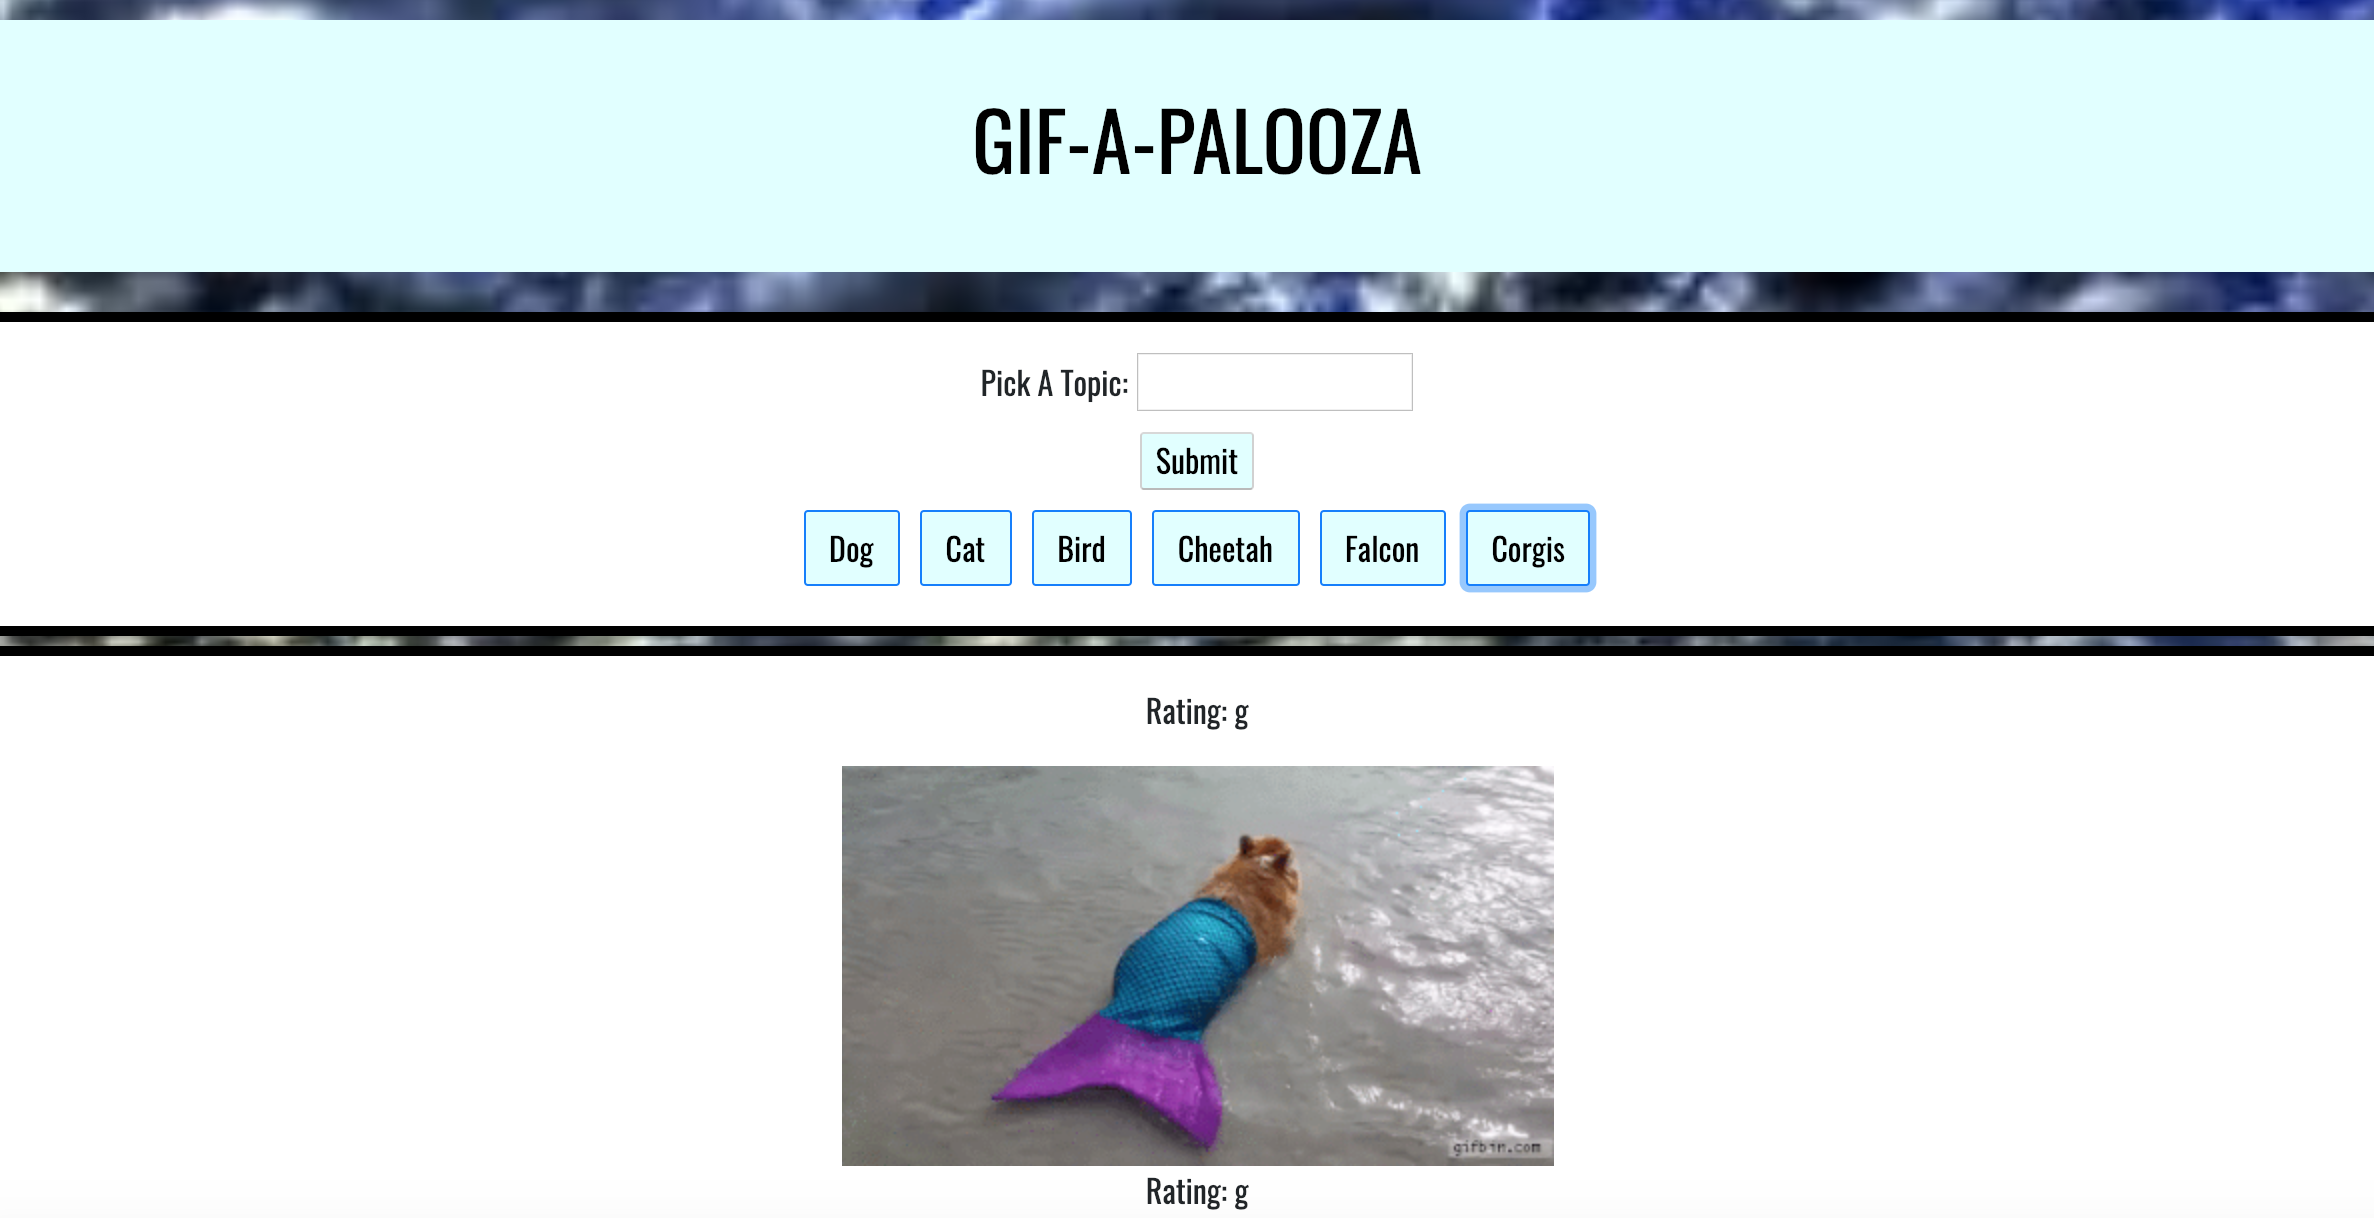 GIF-A-PALOOZA
Pick A Topic:
Submit
Dog Cat Bird Cheetah Falcon Corgis
Rating: g
gifbin.com
Rating: g